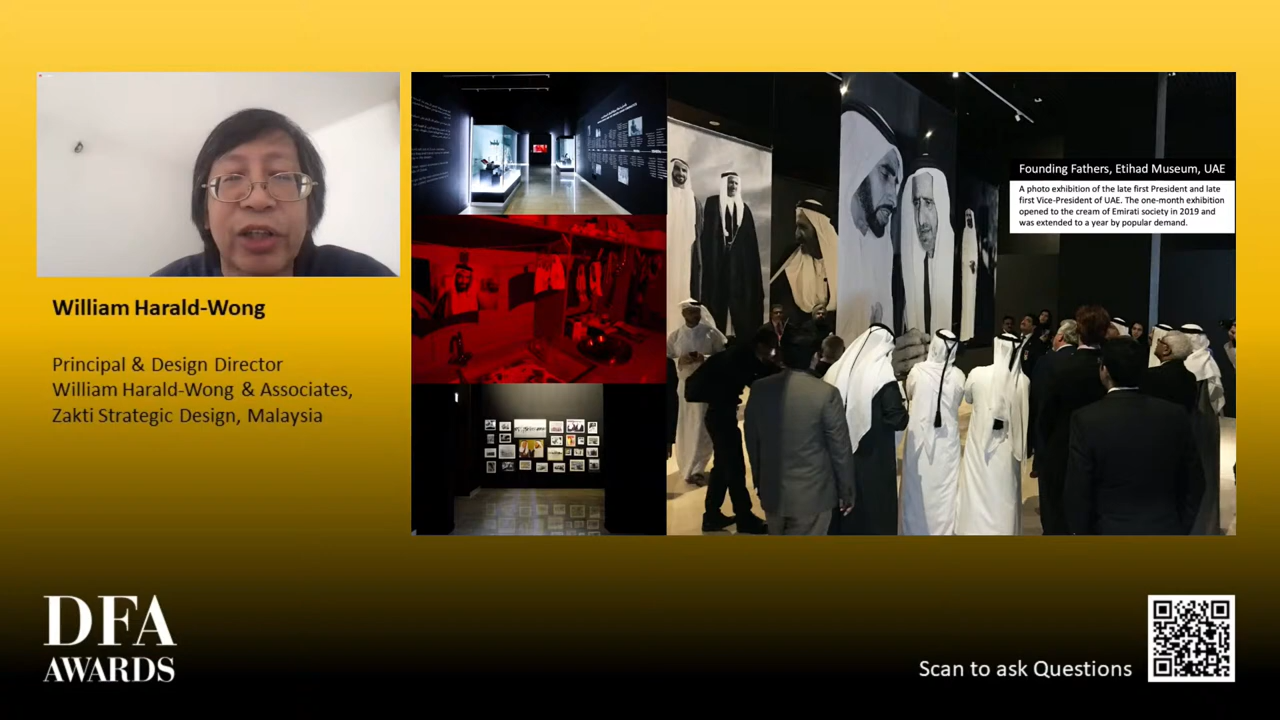 William Harald-Wong
Principal & Design Director
William Harald-Wong & Associates,
Zakti Strategic Design, Malaysia
Founding Fathers, Etihad Museum, UAE
A photo exhibition of the late first President and late
first Vice-President of UAE. The one-month exhibition
opened to the cream of Emirati society in 2019 and
was extended to a year by popular demand.
DFA
AWARDS
Scan to ask Questions